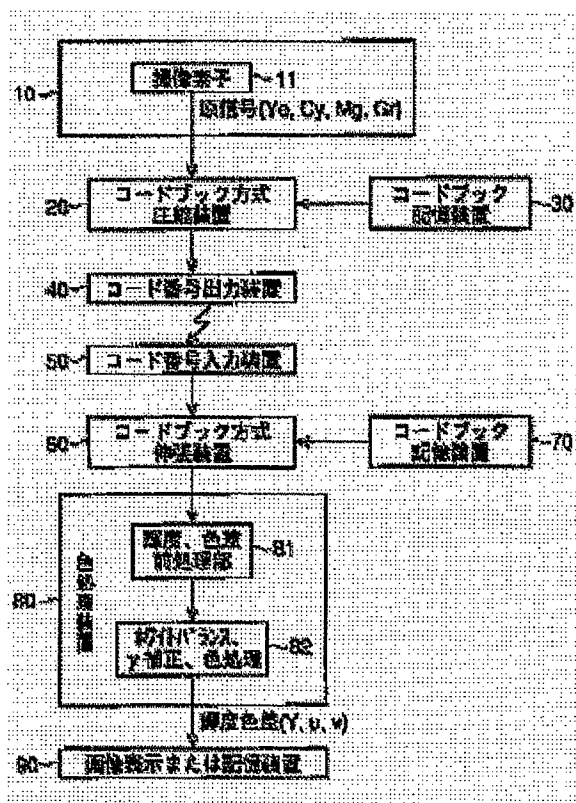 撮像素子
11
10
原信号(Ye, Cy, Mg, Gr)
コードブック方式
圧縮装置
20
コードブック
記憶装置
30
40
コード番号出力装置
50
コード番号入力装置
60
コードブック方式
伸張装置
コードブック
記憶装置
70
輝度、色差
前処理部
81
80
色処理装置
ホワイトバランス、
γ補正、色処理
82
輝度色差(Y, u, v)
90
画像表示または記憶装置